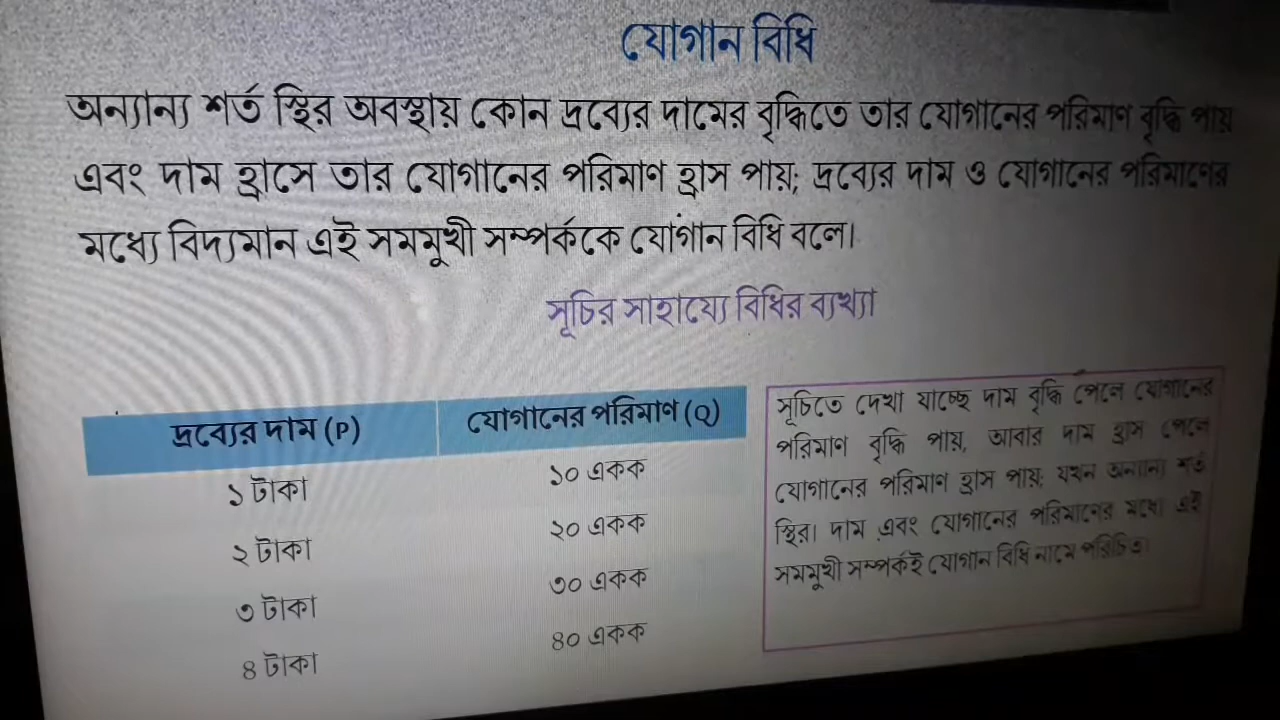 যোগান বিধি
অন্যান্য শর্ত স্থির অবস্থায় কোন দ্রব্যের দামের বৃদ্ধিতে তার যোগানের পরিমাণ বৃদ্ধি পায়
এবং দাম হ্রাসে তার যোগানের পরিমাণ হ্রাস পায়; দ্রব্যের দাম ও যোগানের পরিমাণের
মধ্যে বিদ্যমান এই সমমুখী সম্পর্ককে যোগান বিধি বলে।
সূচির সাহায্যে বিধির ব্যখ্যা
দ্রব্যের দাম (P) যোগানের পরিমাণ (Q)
১ টাকা ১০ একক
২ টাকা ২০ একক
৩ টাকা ৩০ একক
৪ টাকা ৪০ একক
সূচিতে দেখা যাচ্ছে দাম বৃদ্ধি পেলে যোগানের
পরিমাণ বৃদ্ধি পায়, আবার দাম হ্রাস পেলে
যোগানের পরিমাণ হ্রাস পায়; যখন অন্যান্য শর্ত
স্থির। দাম এবং যোগানের পরিমানের মধ্যে এই
সমমুখী সম্পর্কই যোগান বিধি নামে পরিচিত।